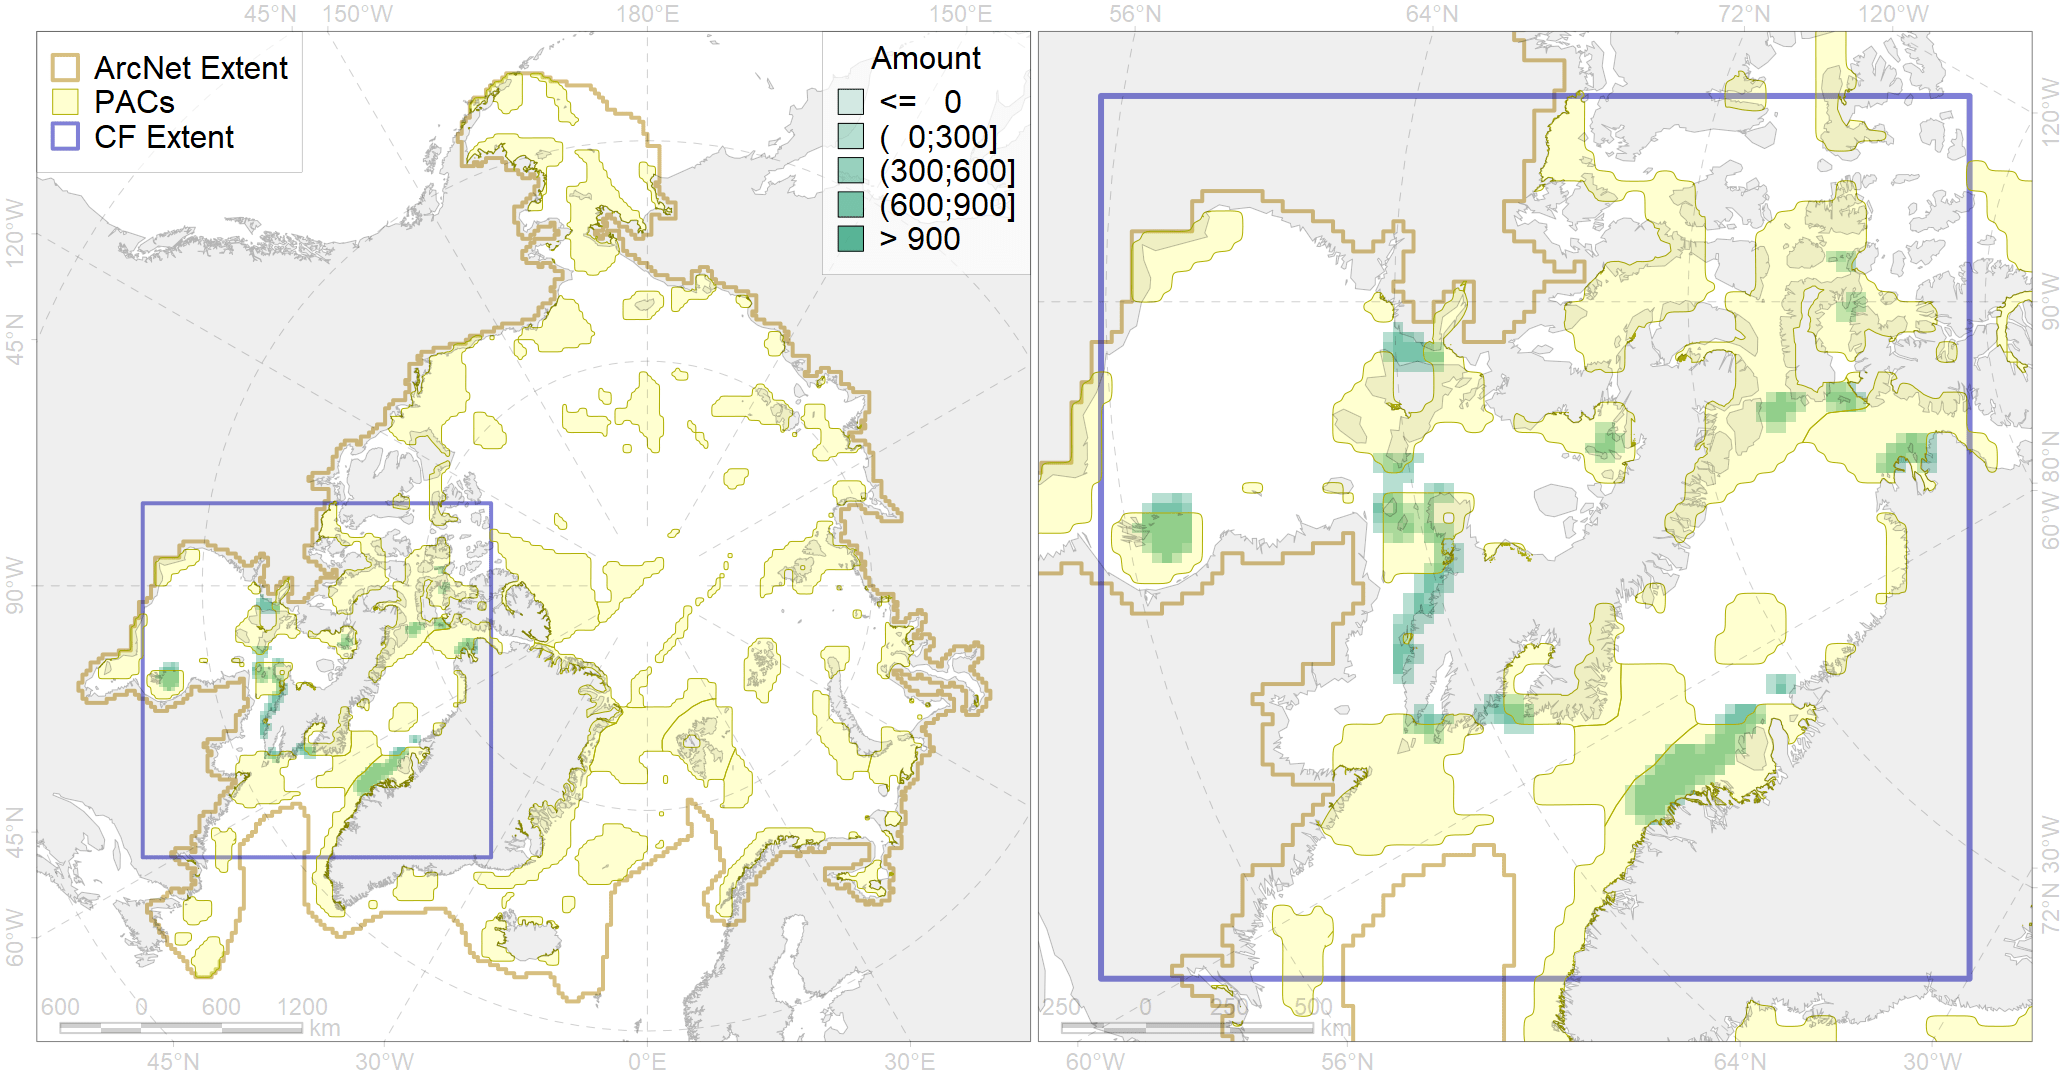 45°N 150°W 180°E 150°E 56°N 64°N 72°N 120°W
ArcNet Extent
PACs
CF Extent
Amount
<= 0
( 0;300]
(300;600]
(600;900]
> 900
120°W
45°N
90°W
45°N
60°W
120°W
90°W
80°N
60°W
30°W
72°N
600 0 600 1200
km
250 0 250 500
km
45°N 30°W 0°E 30°E 60°W 56°N 64°N 30°W